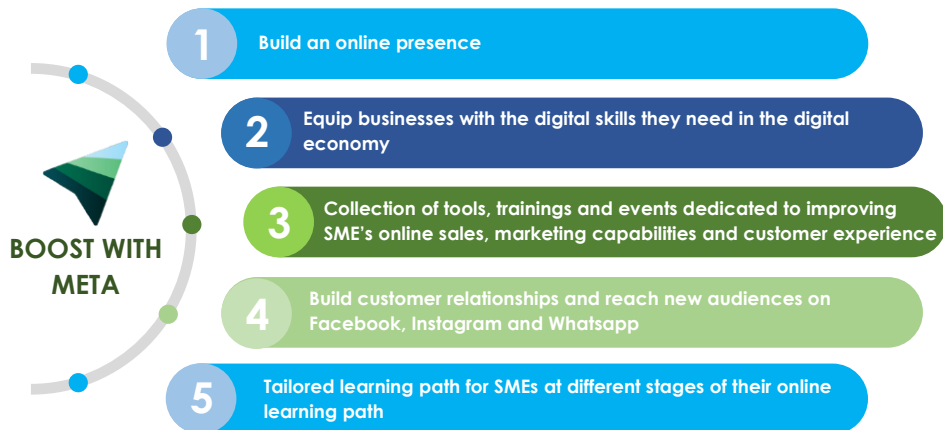 1
Build an online presence
2
Equip businesses with the digital skills they need in the digital
economy
3
Collection of tools, trainings and events dedicated to improving
SME's online sales, marketing capabilities and customer experience
BOOST WITH
META
4
Build customer relationships and reach new audiences on
Facebook, Instagram and Whatsapp
5
Tailored learning path for SMEs at different stages of their online
learning path